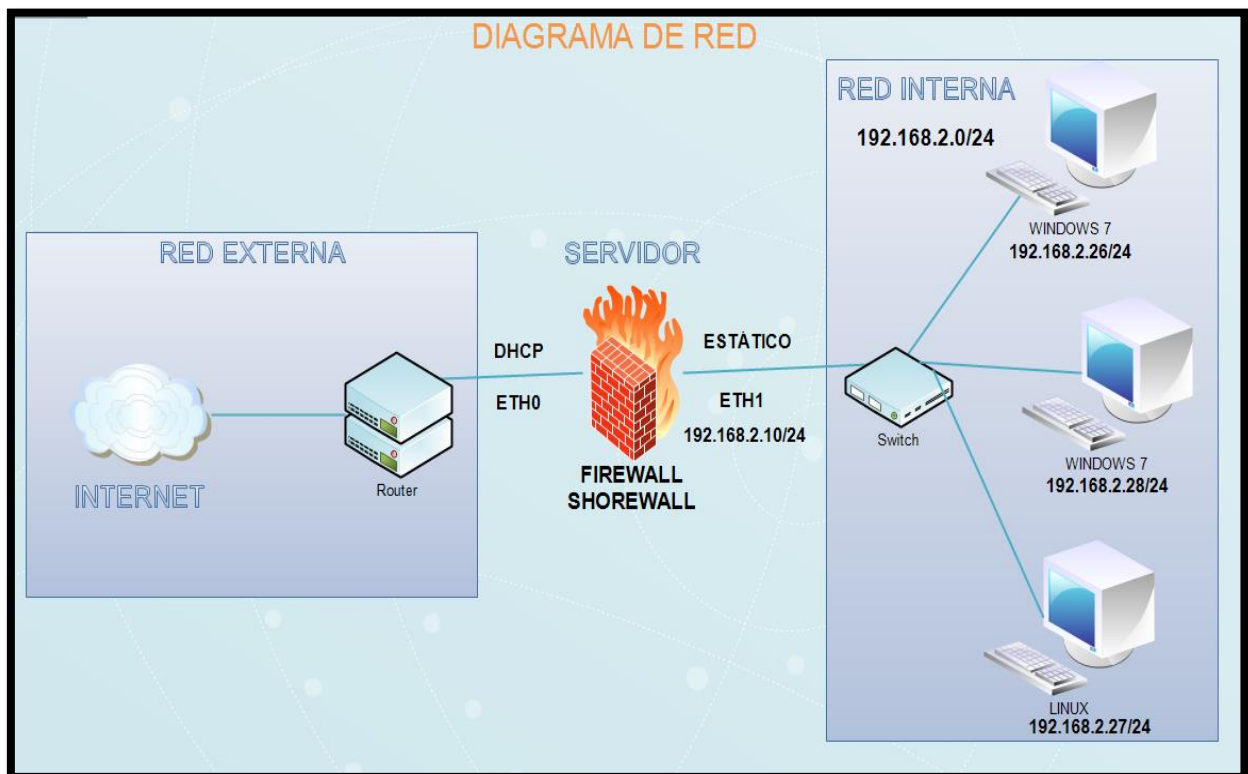 DIAGRAMA DE RED
RED EXTERNA
INTERNET
Router
DHCP
ETH0
SERVIDOR
FIREWALL
SHOREWALL
ESTÁTICO
ETH1
192.168.2.10/24
RED INTERNA
192.168.2.0/24
Switch
WINDOWS 7
192.168.2.26/24
WINDOWS 7
192.168.2.28/24
LINUX
192.168.2.27/24